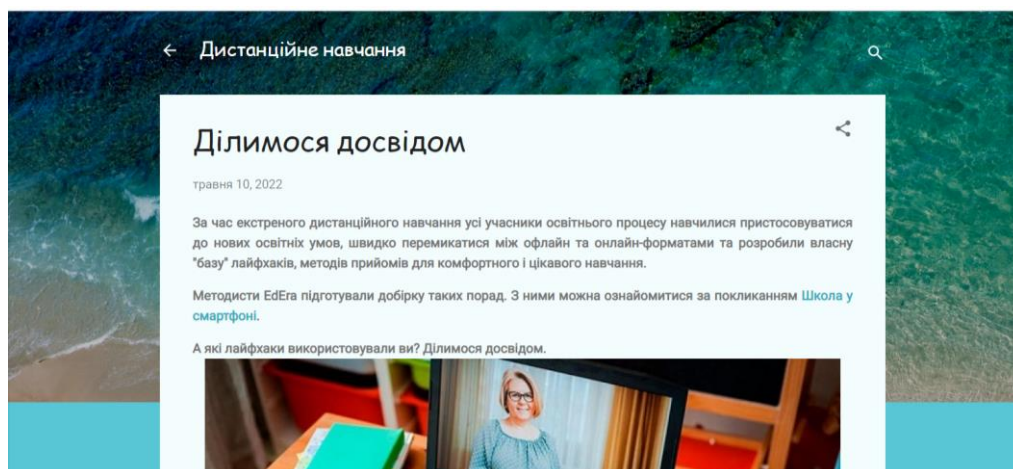 Дистанційне навчання
Ділимося досвідом
травня 10, 2022
За час екстреного дистанційного навчання усі учасники освітнього процесу навчилися пристосовуватися
до нових освітніх умов, швидко перемикатися між офлайн та онлайн-форматами та розробили власну
"базу" лайфхаків, методів прийомів для комфортного і цікавого навчання.
Методисти EdEra підготували добірку таких порад. З ними можна ознайомитися за покликанням Школа у
смартфоні.
А які лайфхаки використовували ви? Ділимося досвідом.